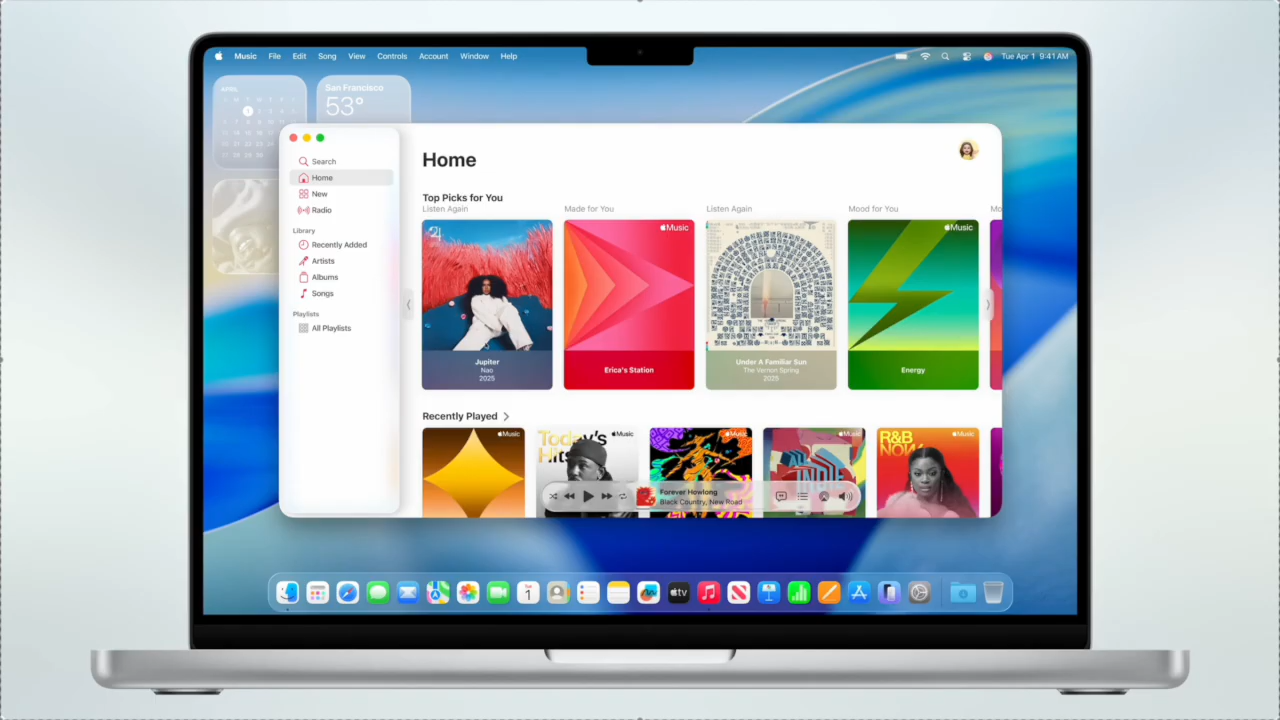 Music File Edit Song View Controls Account Window Help
Tue Apr 1 9:41 AM
APRIL
San Francisco
53°
Search
Home
New
Radio
Library
Recently Added
Artists
Albums
Songs
Playlists
All Playlists
Home
Top Picks for You
Listen Again
Made for You
Listen Again
Mood for You
Mo
Music
Music
Jupiter
Nao
2025
Erica's Station
Under A Familiar Sun
The Vernon Spring
2025
Energy
Recently Played
Music
Today's
Hits
Music
Music
INDIE
Music
R&B
NOW
Music
Forever Howlong
Black Country, New Road
TUE
1
tv